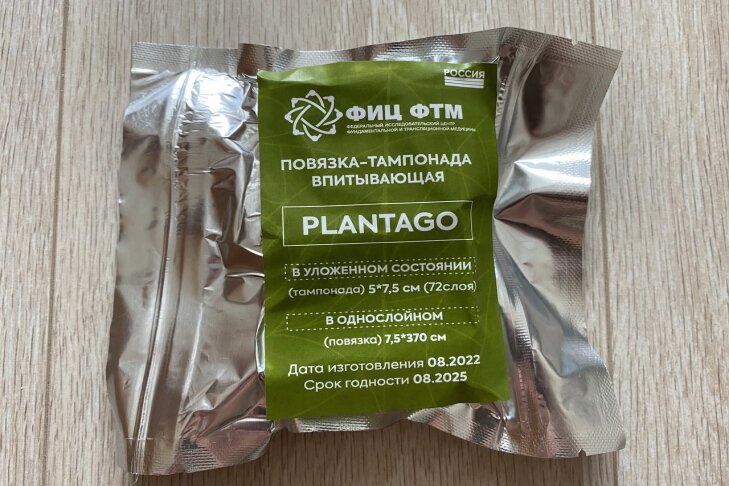 РОССИЯ
ФИЦ ФТМ
ФЕДЕРАЛЬНЫЙ ИССЛЕДОВАТЕЛЬСКИЙ ЦЕНТР
ФУНДАМЕНТАЛЬНОЙ И ТРАНСЛЯЦИОННОЙ МЕДИЦИНЫ
ПОВЯЗКА-ТАМПОНАДА
ВПИТЫВАЮЩАЯ
PLANTAGO
В УЛОЖЕННОМ СОСТОЯНИИ
(тампонада) 5*7,5 см (72слоя)
В ОДНОСЛОЙНОМ
(повязка) 7,5*370 см
Дата изготовления 08.2022
Срок годности 08.2025